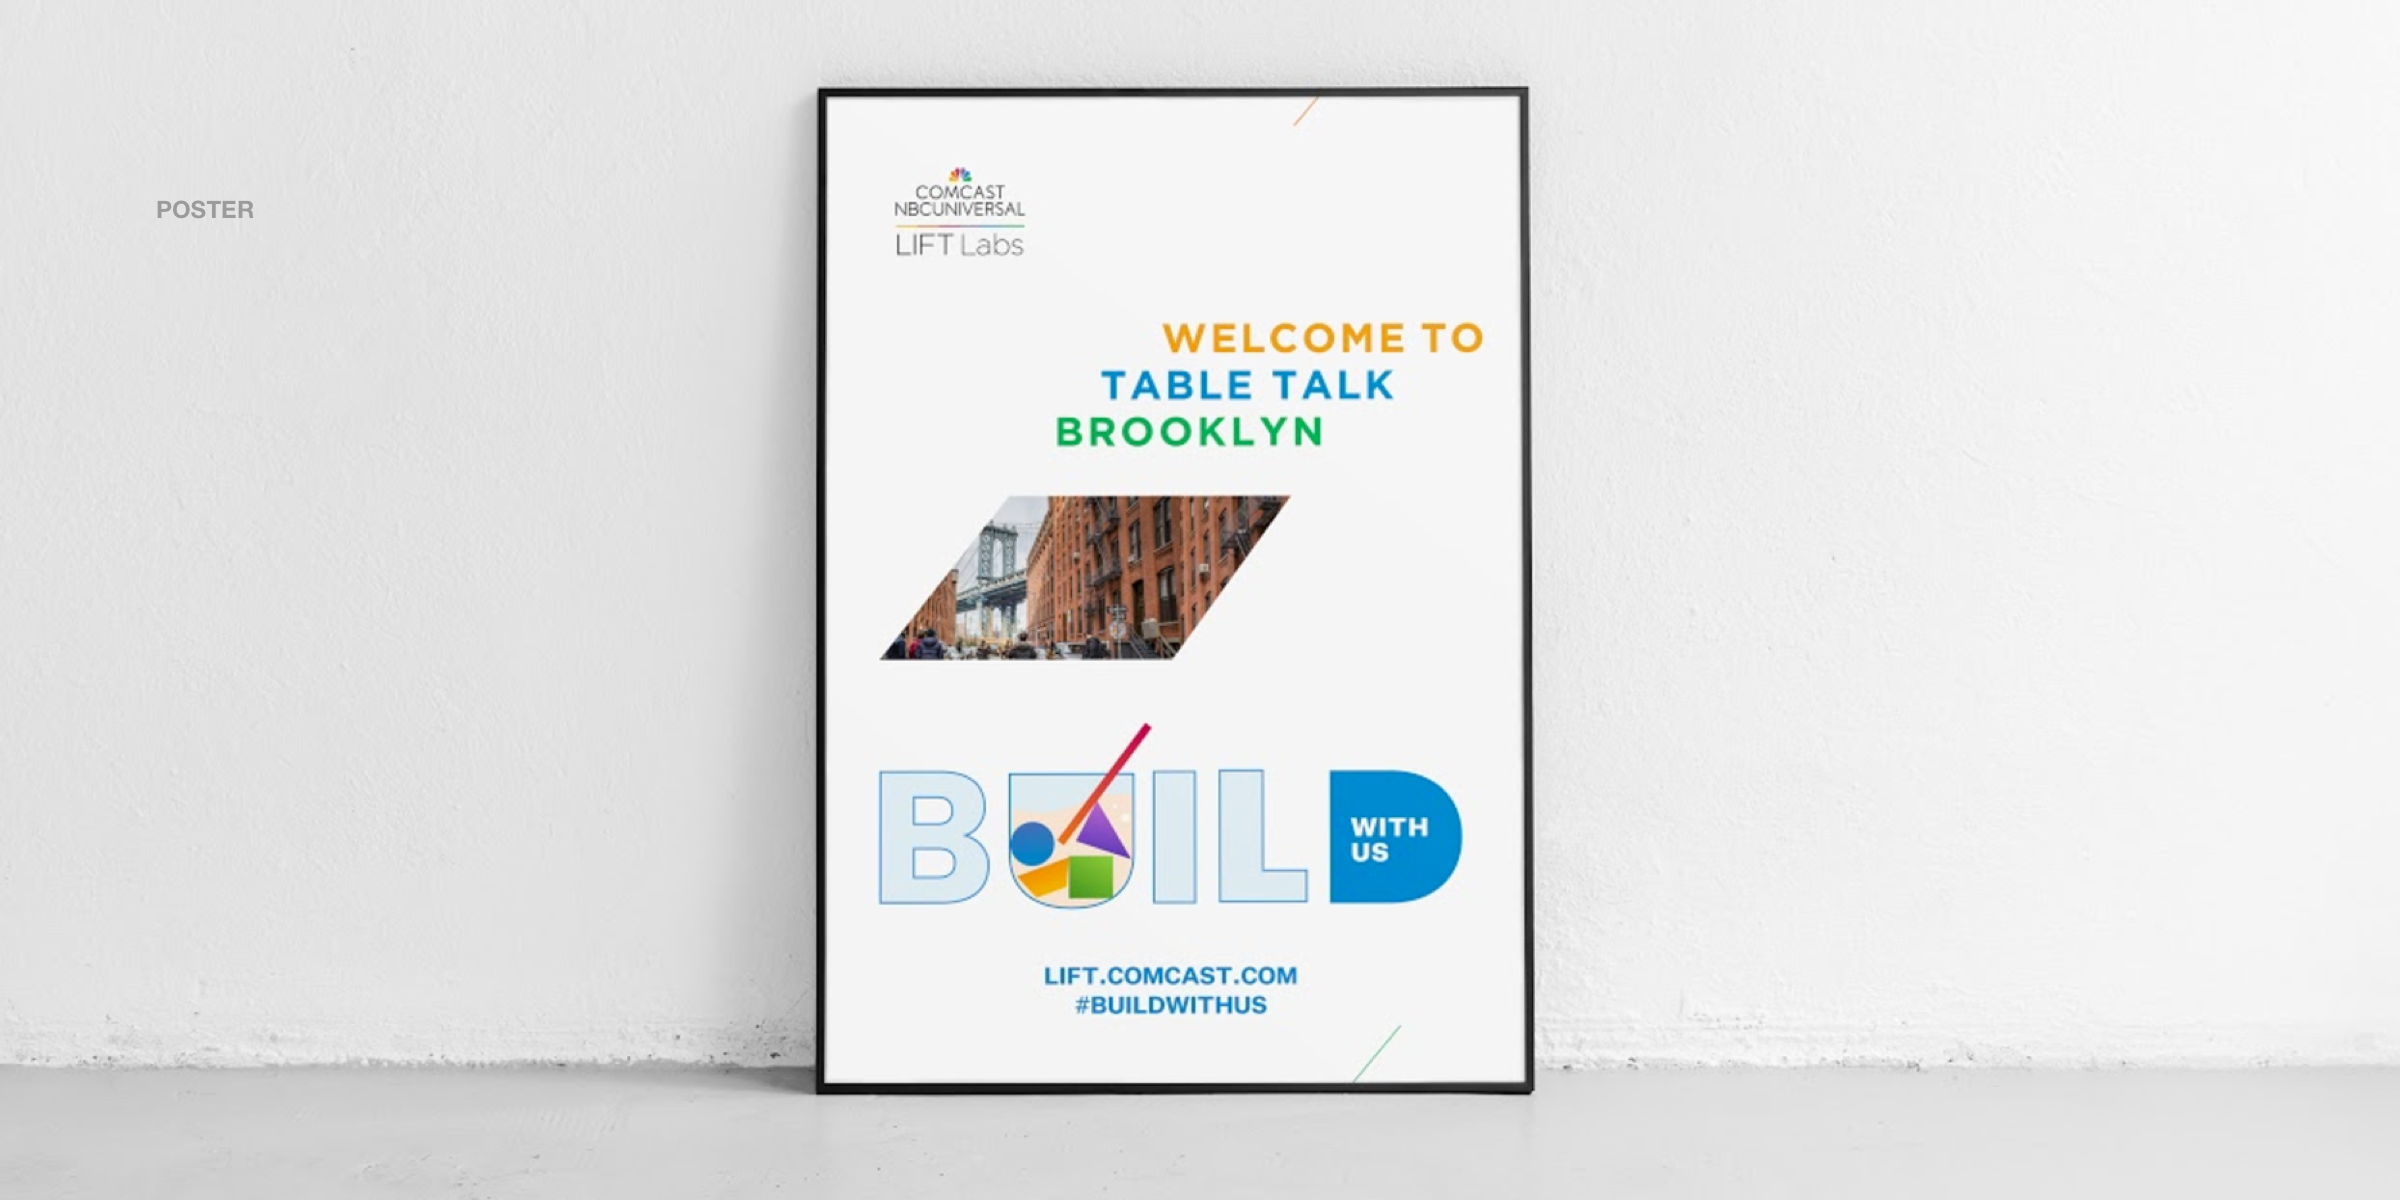 POSTER
COMCAST
NBCUNIVERSAL
LIFT Labs
WELCOME TO
TABLE TALK
BROOKLYN
BUILD
WITH
US
LIFT.COMCAST.COM
#BUILDWITHUS